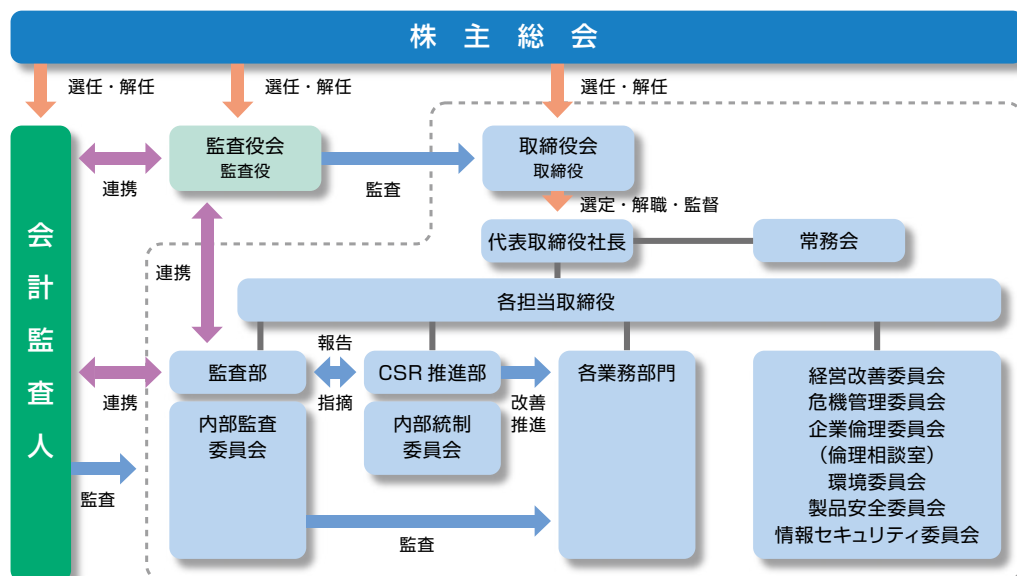 株主総会
選任・解任
選任・解任
選任・解任
監査役会
監査役
取締役会
取締役
連携
監査
選定・解職・監督
代表取締役社長
常務会
会計監査人
連携
各担当取締役
報告
監査部
CSR 推進部
各業務部門
連携
指摘
改善
推進
内部監査
委員会
内部統制
委員会
経営改善委員会
危機管理委員会
企業倫理委員会
（倫理相談室）
環境委員会
製品安全委員会
情報セキュリティ委員会
監査
監査